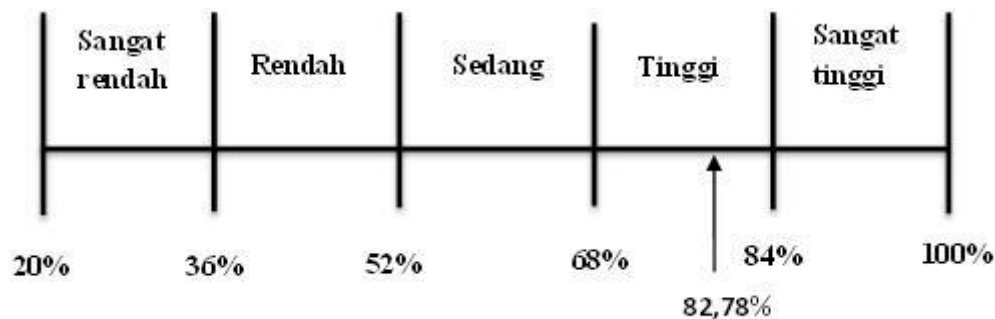 Sangat
rendah
Rendah
Sedang
Tinggi
Sangat
tinggi
20%
36%
52%
68%
84%
100%
82,78%